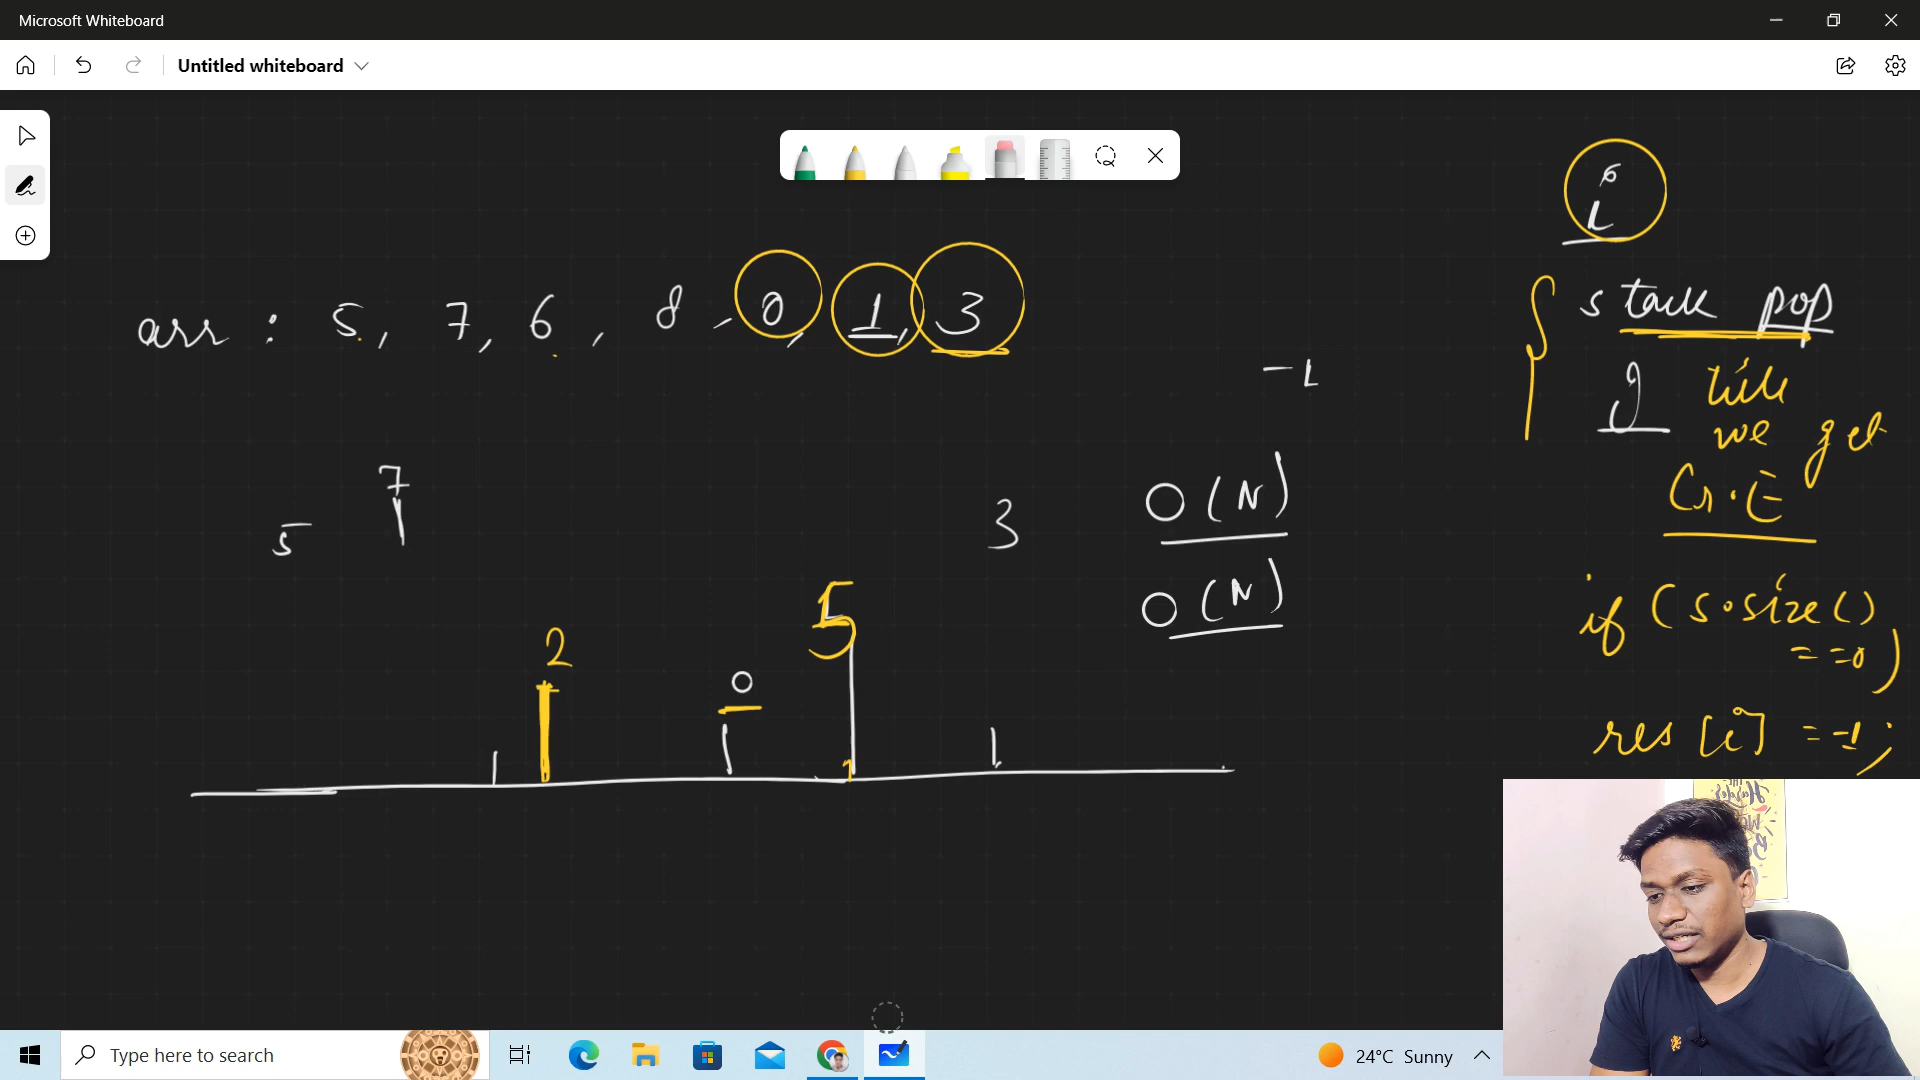 Microsoft Whiteboard
Untitled whiteboard
6
L
arr : 5, 7, 6, 8, 0, 1, 3
stack pop
till
we get
Gr.E
-1
7
5
3
O(N)
O(N)
if (s.size()
==0)
res[i] = -1;
2
0
5
Type here to search
24°C Sunny